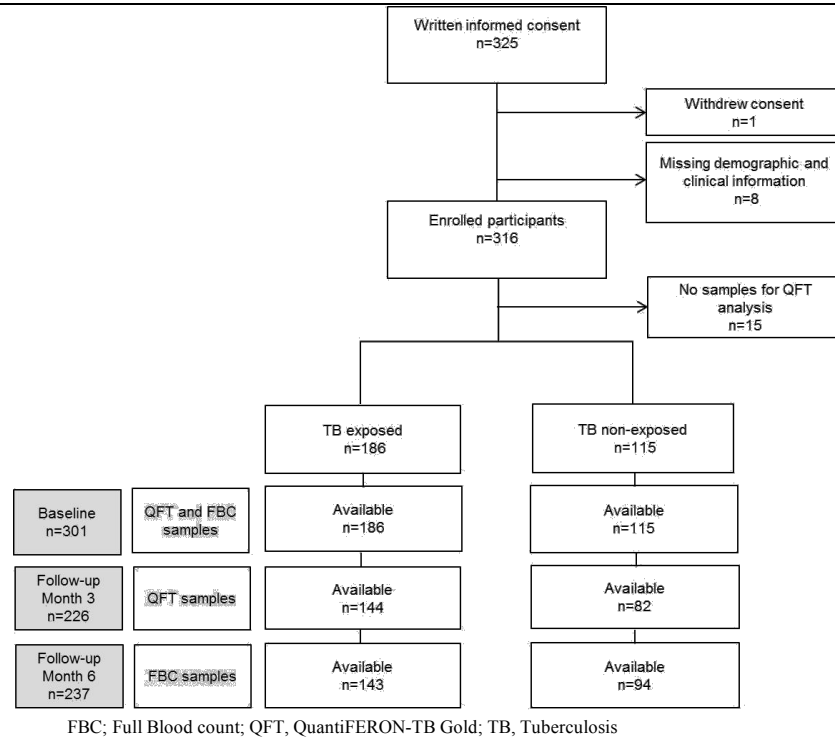 Written informed consent
n=325
Withdrew consent
n=1
Missing demographic and
clinical information
n=8
Enrolled participants
n=316
No samples for QFT
analysis
n=15
TB exposed
n=186
TB non-exposed
n=115
Baseline
n=301
QFT and FBC
samples
Available
n=186
Available
n=115
Follow-up
Month 3
n=226
QFT samples
Available
n=144
Available
n=82
Follow-up
Month 6
n=237
FBC samples
Available
n=143
Available
n=94
FBC; Full Blood count; QFT, QuantiFERON-TB Gold; TB, Tuberculosis